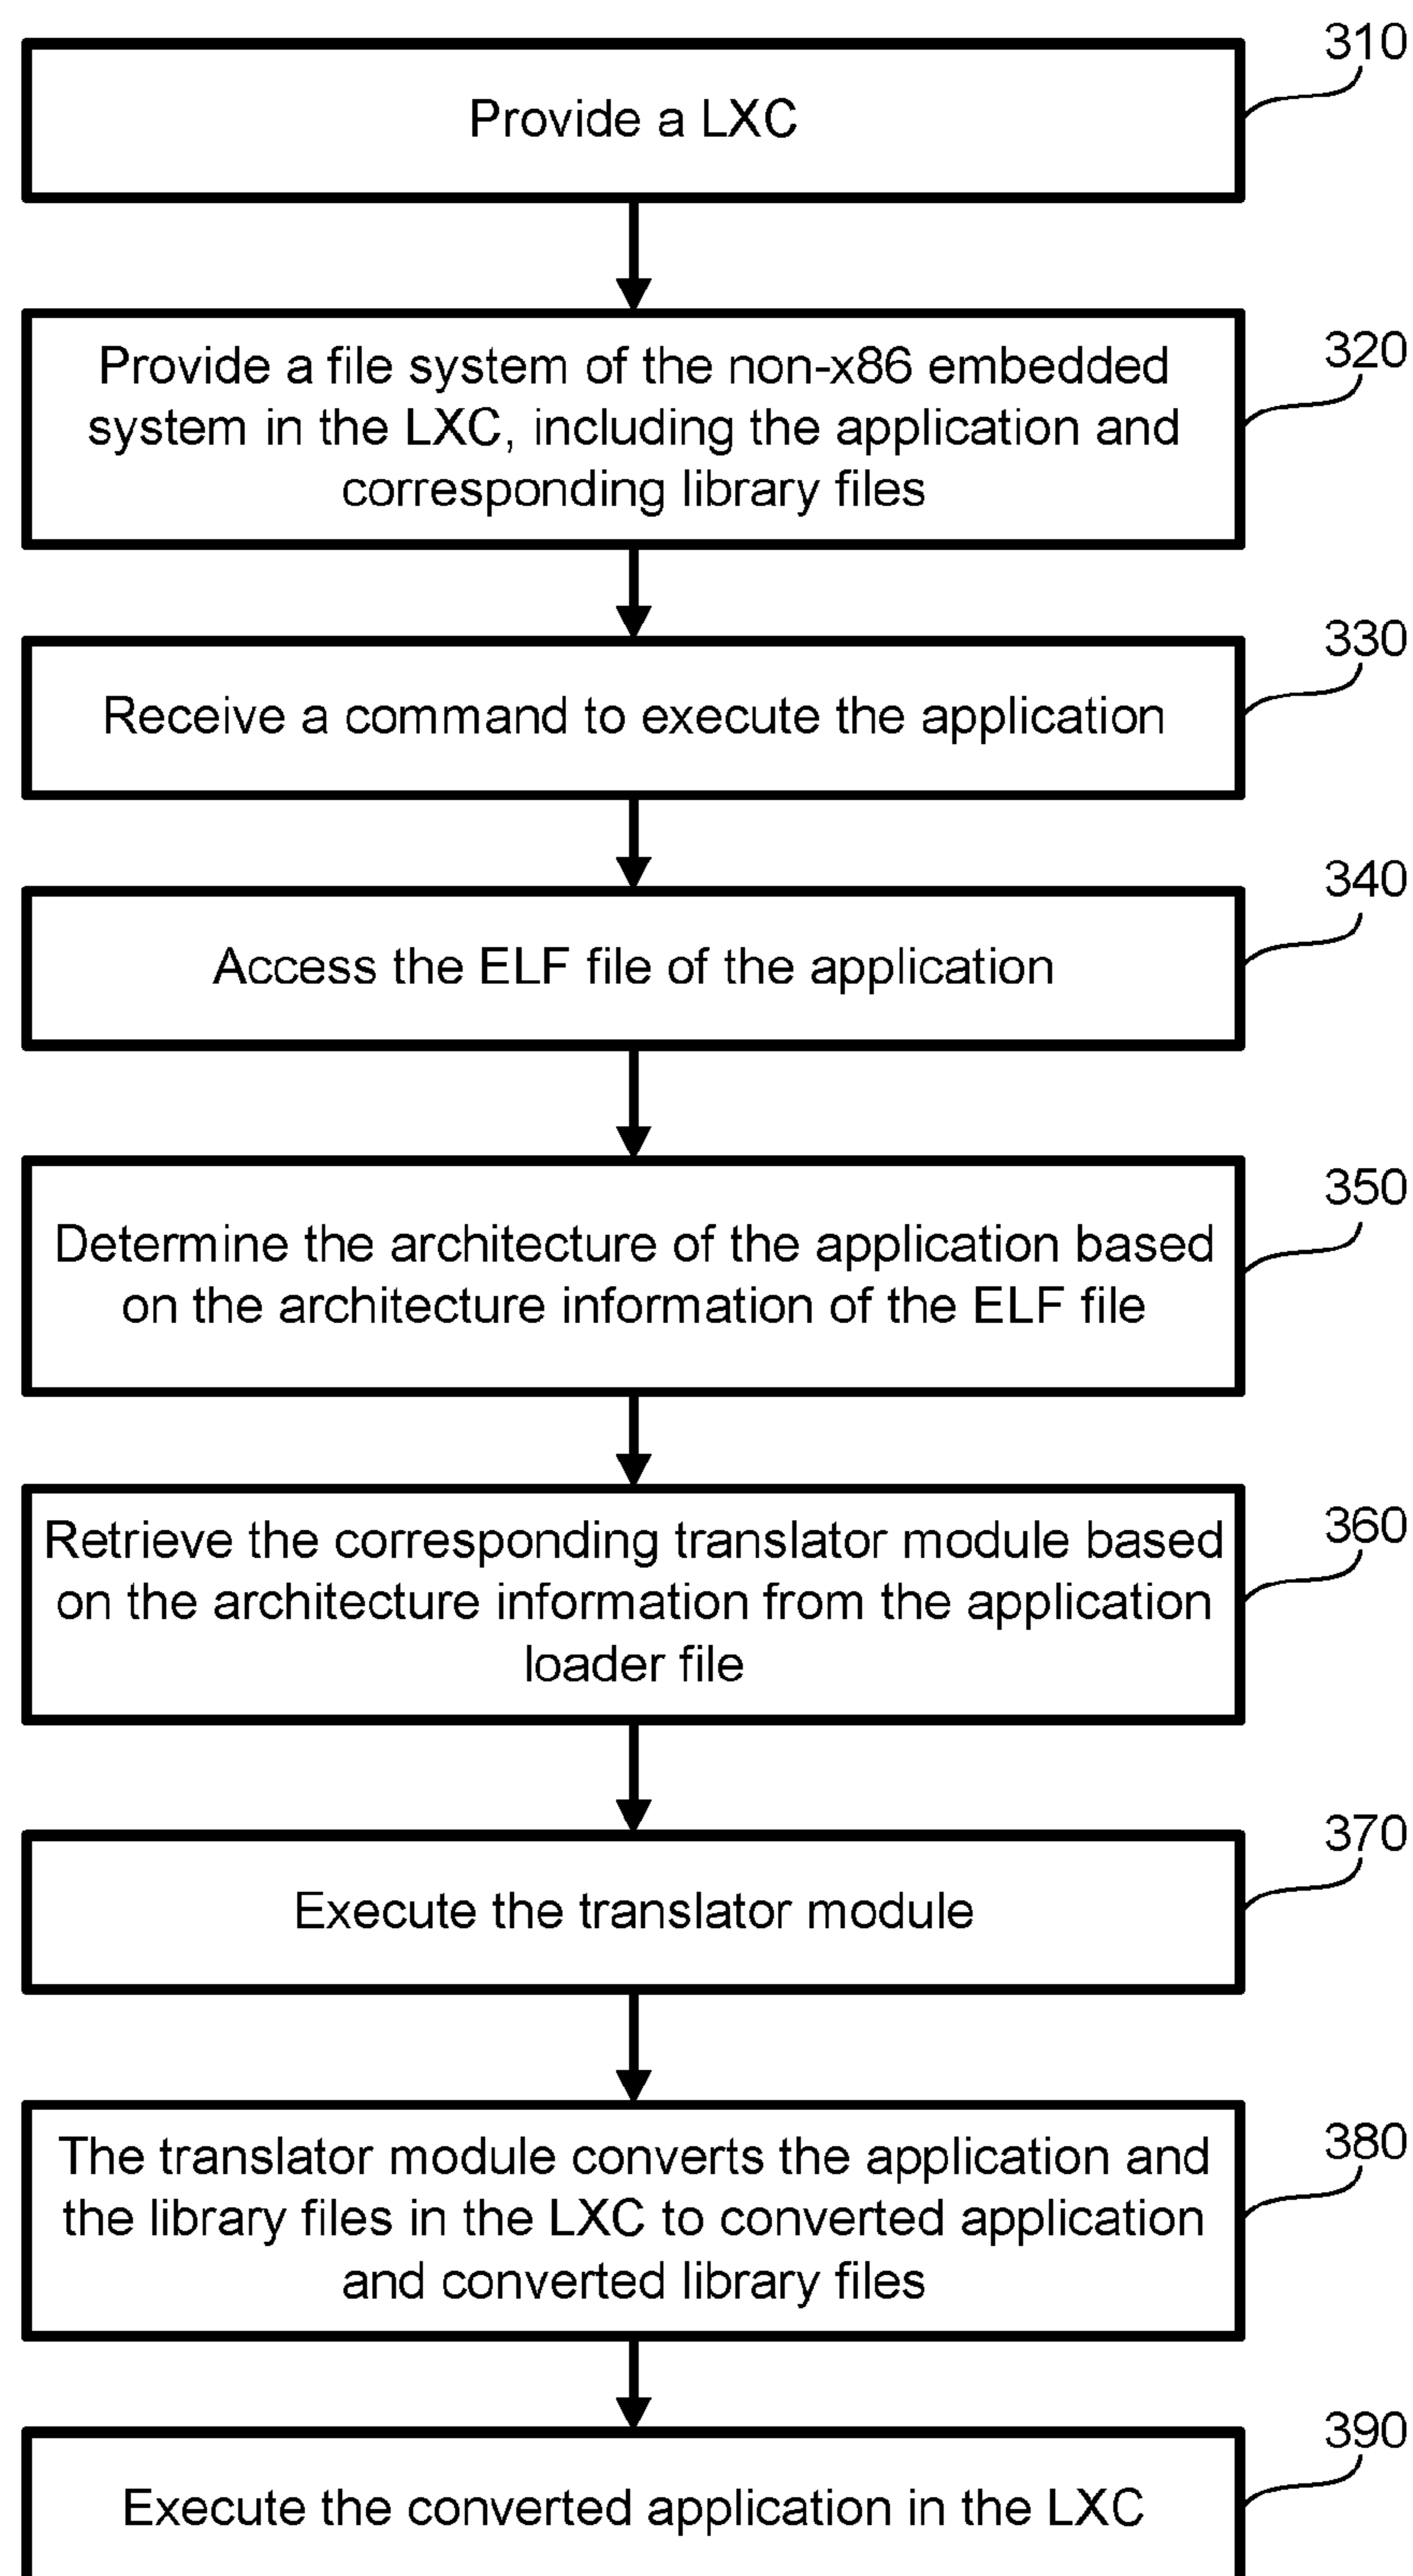 310
Provide a LXC
320
Provide a file system of the non-x86 embedded
system in the LXC, including the application and
corresponding library files
330
Receive a command to execute the application
340
Access the ELF file of the application
350
Determine the architecture of the application based
on the architecture information of the ELF file
360
Retrieve the corresponding translator module based
on the architecture information from the application
loader file
370
Execute the translator module
380
The translator module converts the application and
the library files in the LXC to converted application
and converted library files
390
Execute the converted application in the LXC